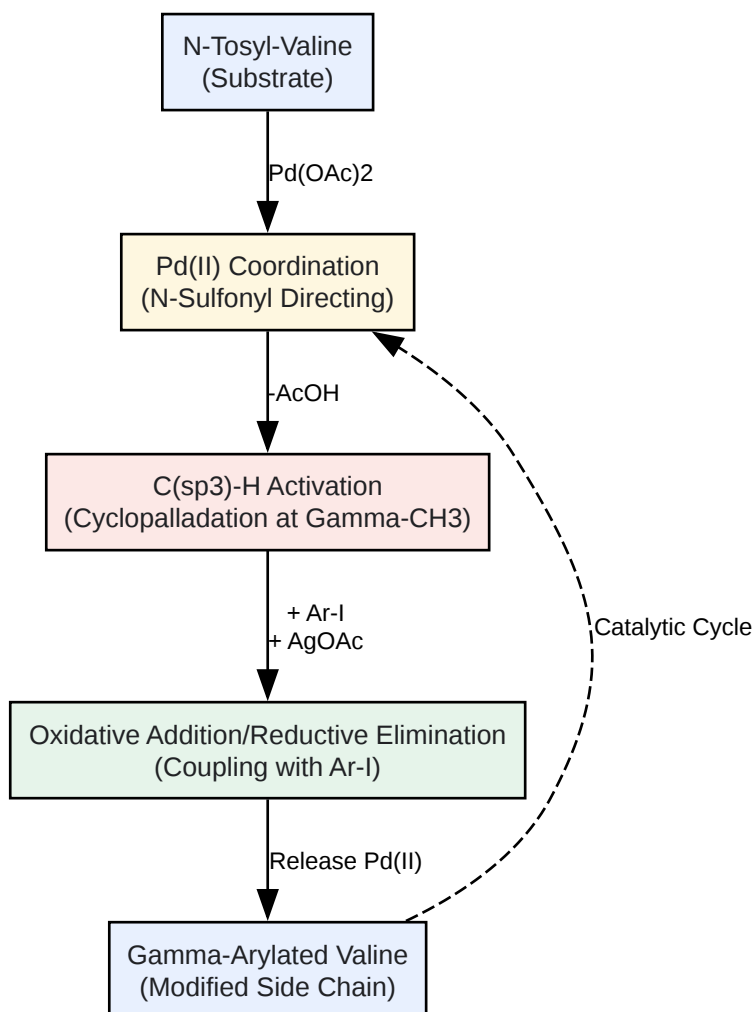 N-Tosyl-Valine
(Substrate)
Pd(OAc)2
Pd(II) Coordination
(N-Sulfonyl Directing)
-AcOH
C(sp3)-H Activation
(Cyclopalladation at Gamma-CH3)
+ Ar-I
+ AgOAc
Catalytic Cycle
Oxidative Addition/Reductive Elimination
(Coupling with Ar-I)
Release Pd(II)
Gamma-Arylated Valine
(Modified Side Chain)